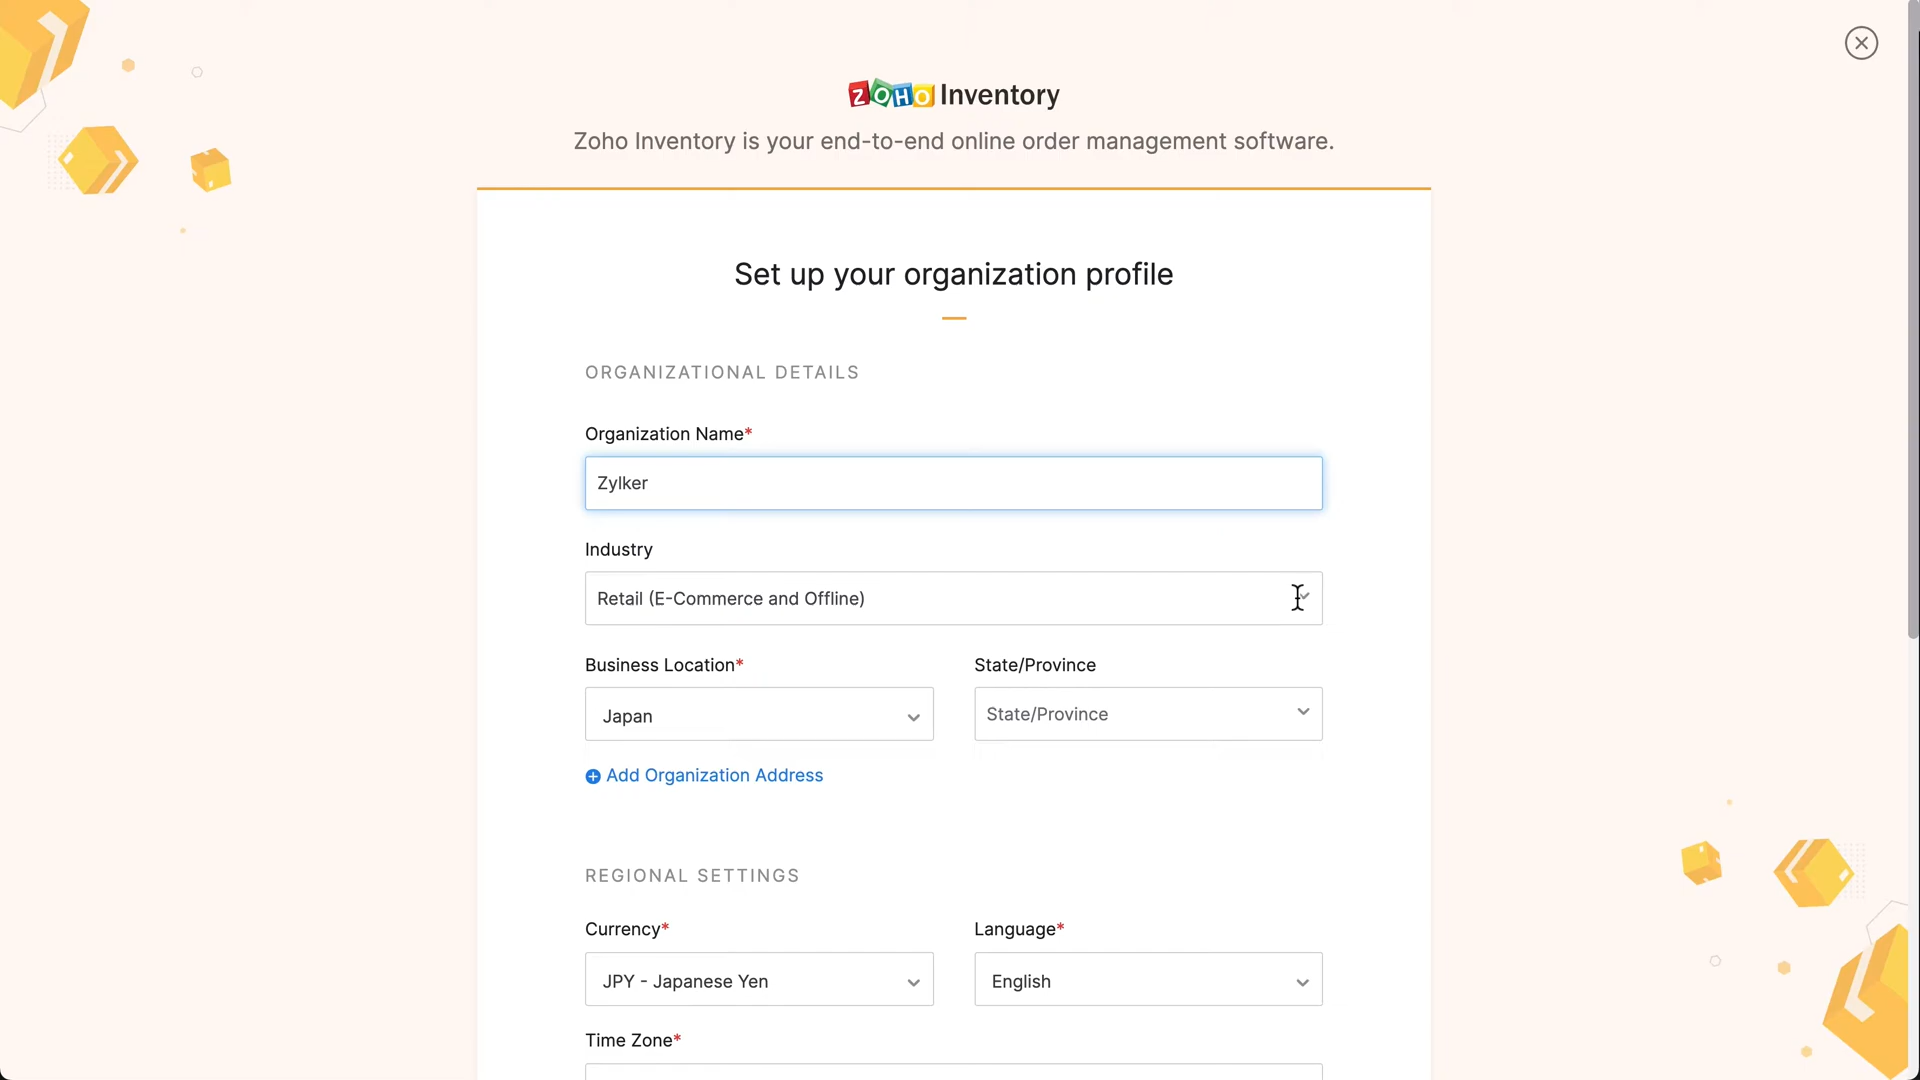 ZOHO Inventory
Zoho Inventory is your end-to-end online order management software.
Set up your organization profile
ORGANIZATIONAL DETAILS
Organization Name*
Zylker
Industry
Retail (E-Commerce and Offline)
Business Location* State/Province
Japan State/Province
Add Organization Address
REGIONAL SETTINGS
Currency* Language*
JPY - Japanese Yen English
Time Zone*